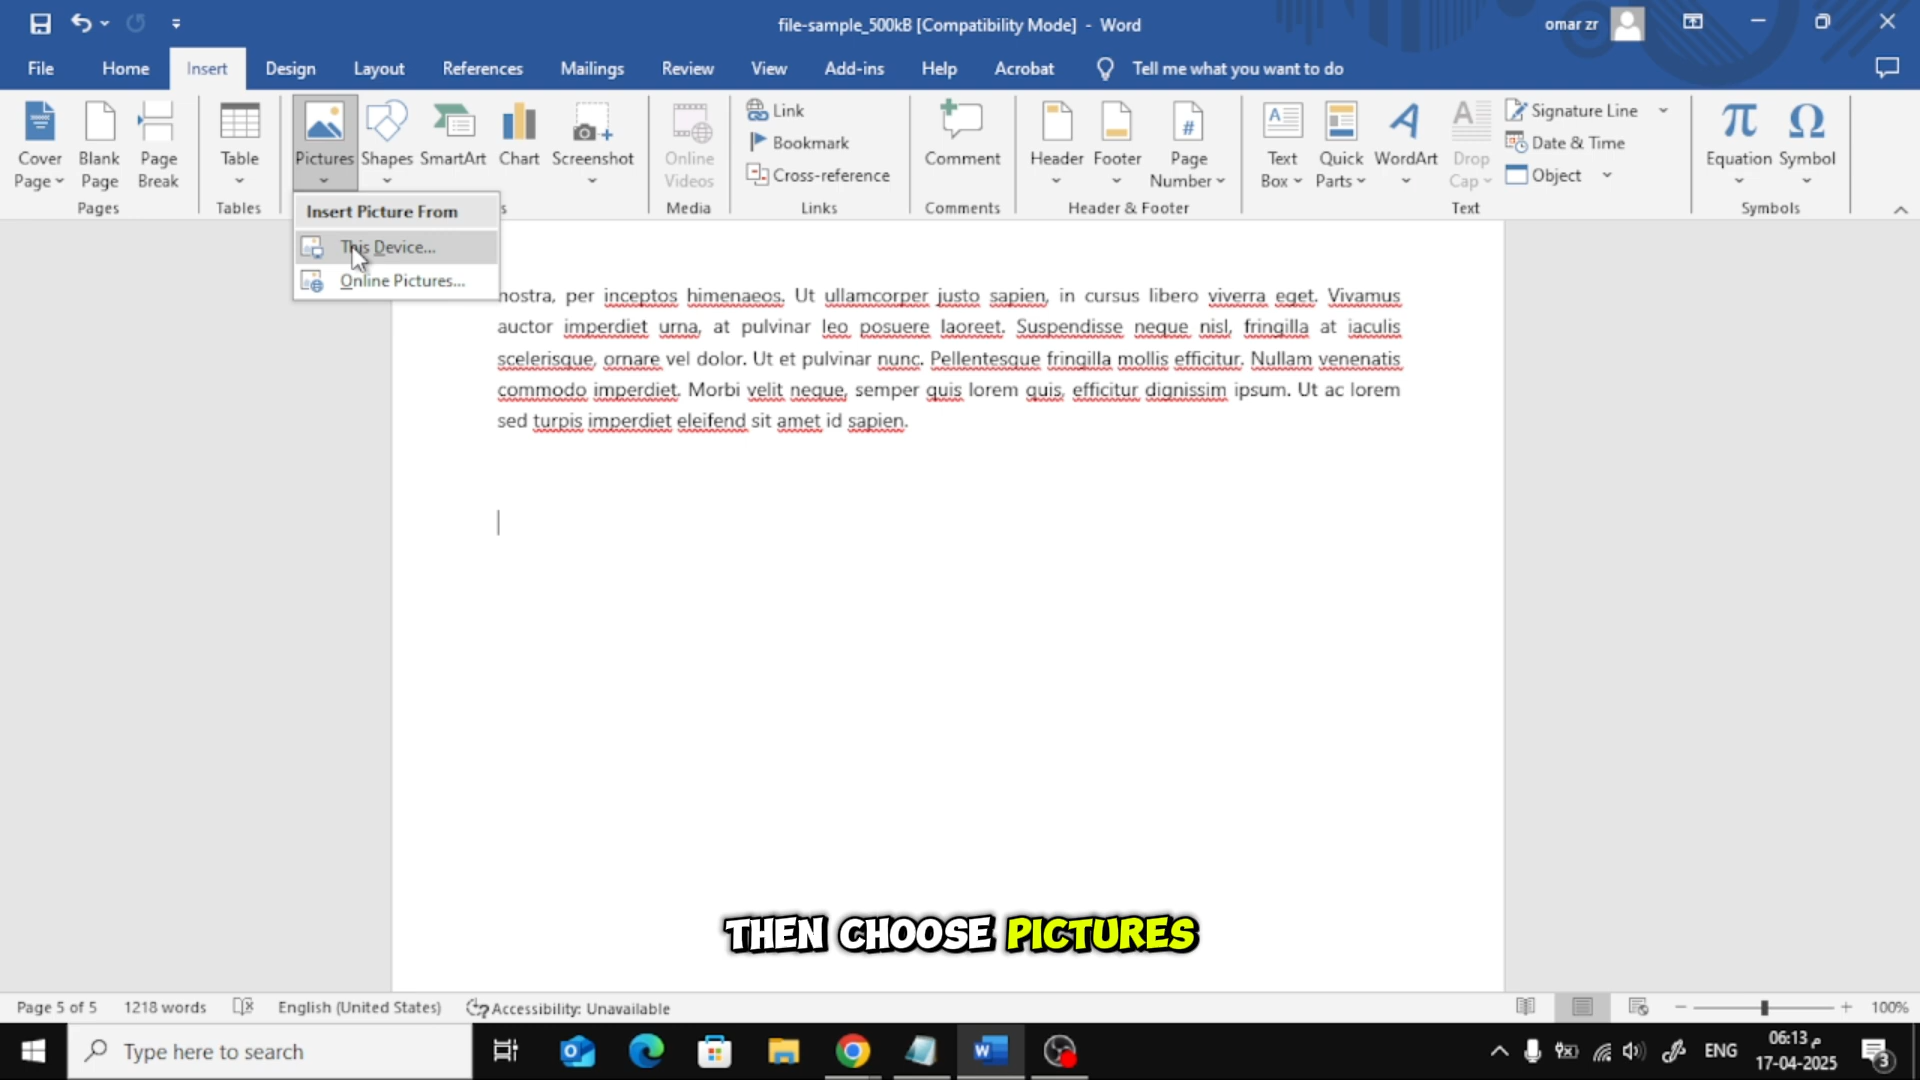 file-sample_500kB [Compatibility Mode] - Word
omar zr
File Home Insert Design Layout References Mailings Review View Add-ins Help Acrobat Tell me what you want to do
Cover Page
Blank Page
Page Break
Pages
Table
Tables
Pictures
Shapes
SmartArt
Chart
Screenshot
s
Online Videos
Media
Link
Bookmark
Cross-reference
Links
Comment
Comments
Header
Footer
Page Number
Header & Footer
Text Box
Quick Parts
WordArt
Drop Cap
Signature Line
Date & Time
Object
Text
Equation
Symbol
Symbols
Insert Picture From
This Device...
Online Pictures...
nostra, per inceptos himenaeos. Ut ullamcorper justo sapien, in cursus libero viverra eget. Vivamus
auctor imperdiet urna, at pulvinar leo posuere laoreet. Suspendisse neque nisl, fringilla at iaculis
scelerisque, ornare vel dolor. Ut et pulvinar nunc. Pellentesque fringilla mollis efficitur. Nullam venenatis
commodo imperdiet. Morbi velit neque, semper quis lorem quis, efficitur dignissim ipsum. Ut ac lorem
sed turpis imperdiet eleifend sit amet id sapien.
THEN CHOOSE PICTURES
Page 5 of 5 1218 words English (United States) Accessibility: Unavailable 100%
Type here to search
ENG
06:13 م
17-04-2025
3